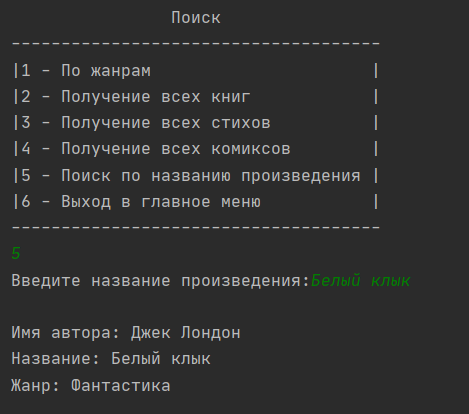 Поиск
-------------------------------------
|1 - По жанрам                      |
|2 - Получение всех книг            |
|3 - Получение всех стихов          |
|4 - Получение всех комиксов        |
|5 - Поиск по названию произведения |
|6 - Выход в главное меню           |
-------------------------------------
5
Введите название произведения:Белый клык
Имя автора: Джек Лондон
Название: Белый клык
Жанр: Фантастика